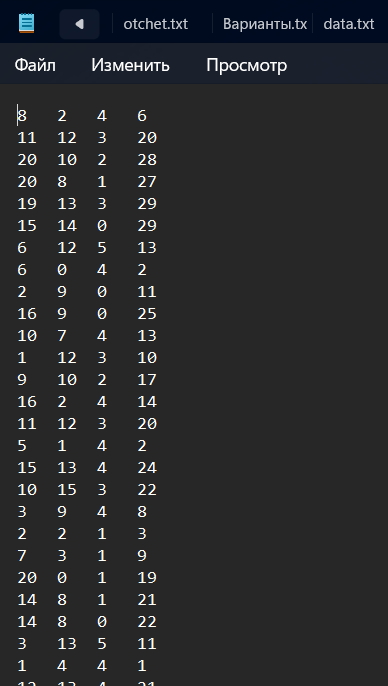 otchet.txt Варианты.tx data.txt
Файл Изменить Просмотр
8 2 4 6
11 12 3 20
20 10 2 28
20 8 1 27
19 13 3 29
15 14 0 29
6 12 5 13
6 0 4 2
2 9 0 11
16 9 0 25
10 7 4 13
1 12 3 10
9 10 2 17
16 2 4 14
11 12 3 20
5 1 4 2
15 13 4 24
10 15 3 22
3 9 4 8
2 2 1 3
7 3 1 9
20 0 1 19
14 8 1 21
14 8 0 22
3 13 5 11
1 4 4 1
12 13 4 21